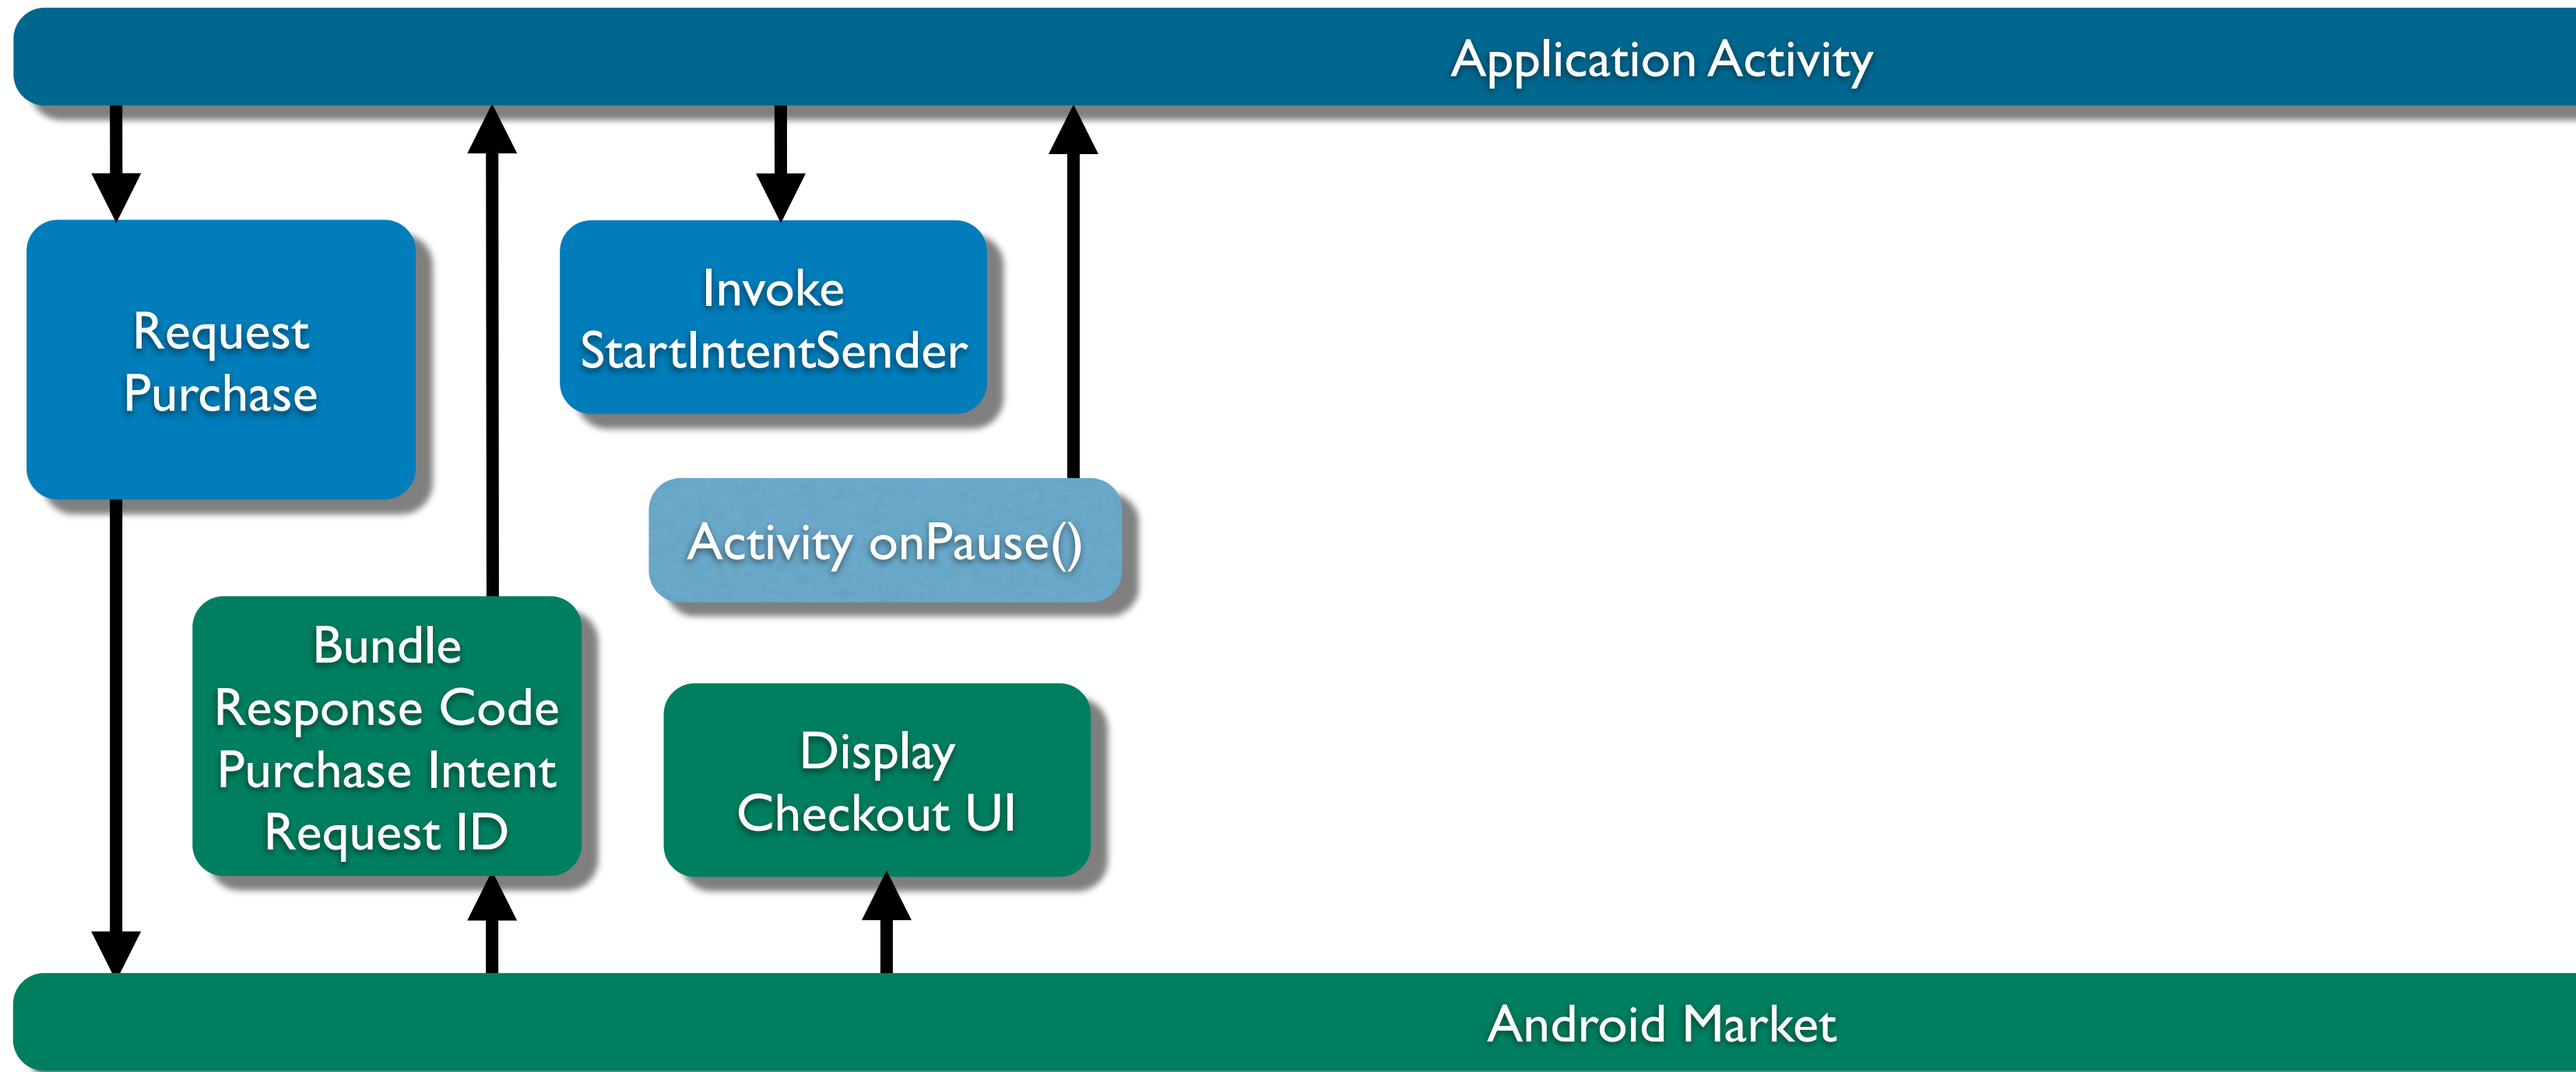 Application Activity
Request
Purchase
Invoke
StartIntentSender
Activity onPause()
Bundle
Response Code
Purchase Intent
Request ID
Display
Checkout UI
Android Market